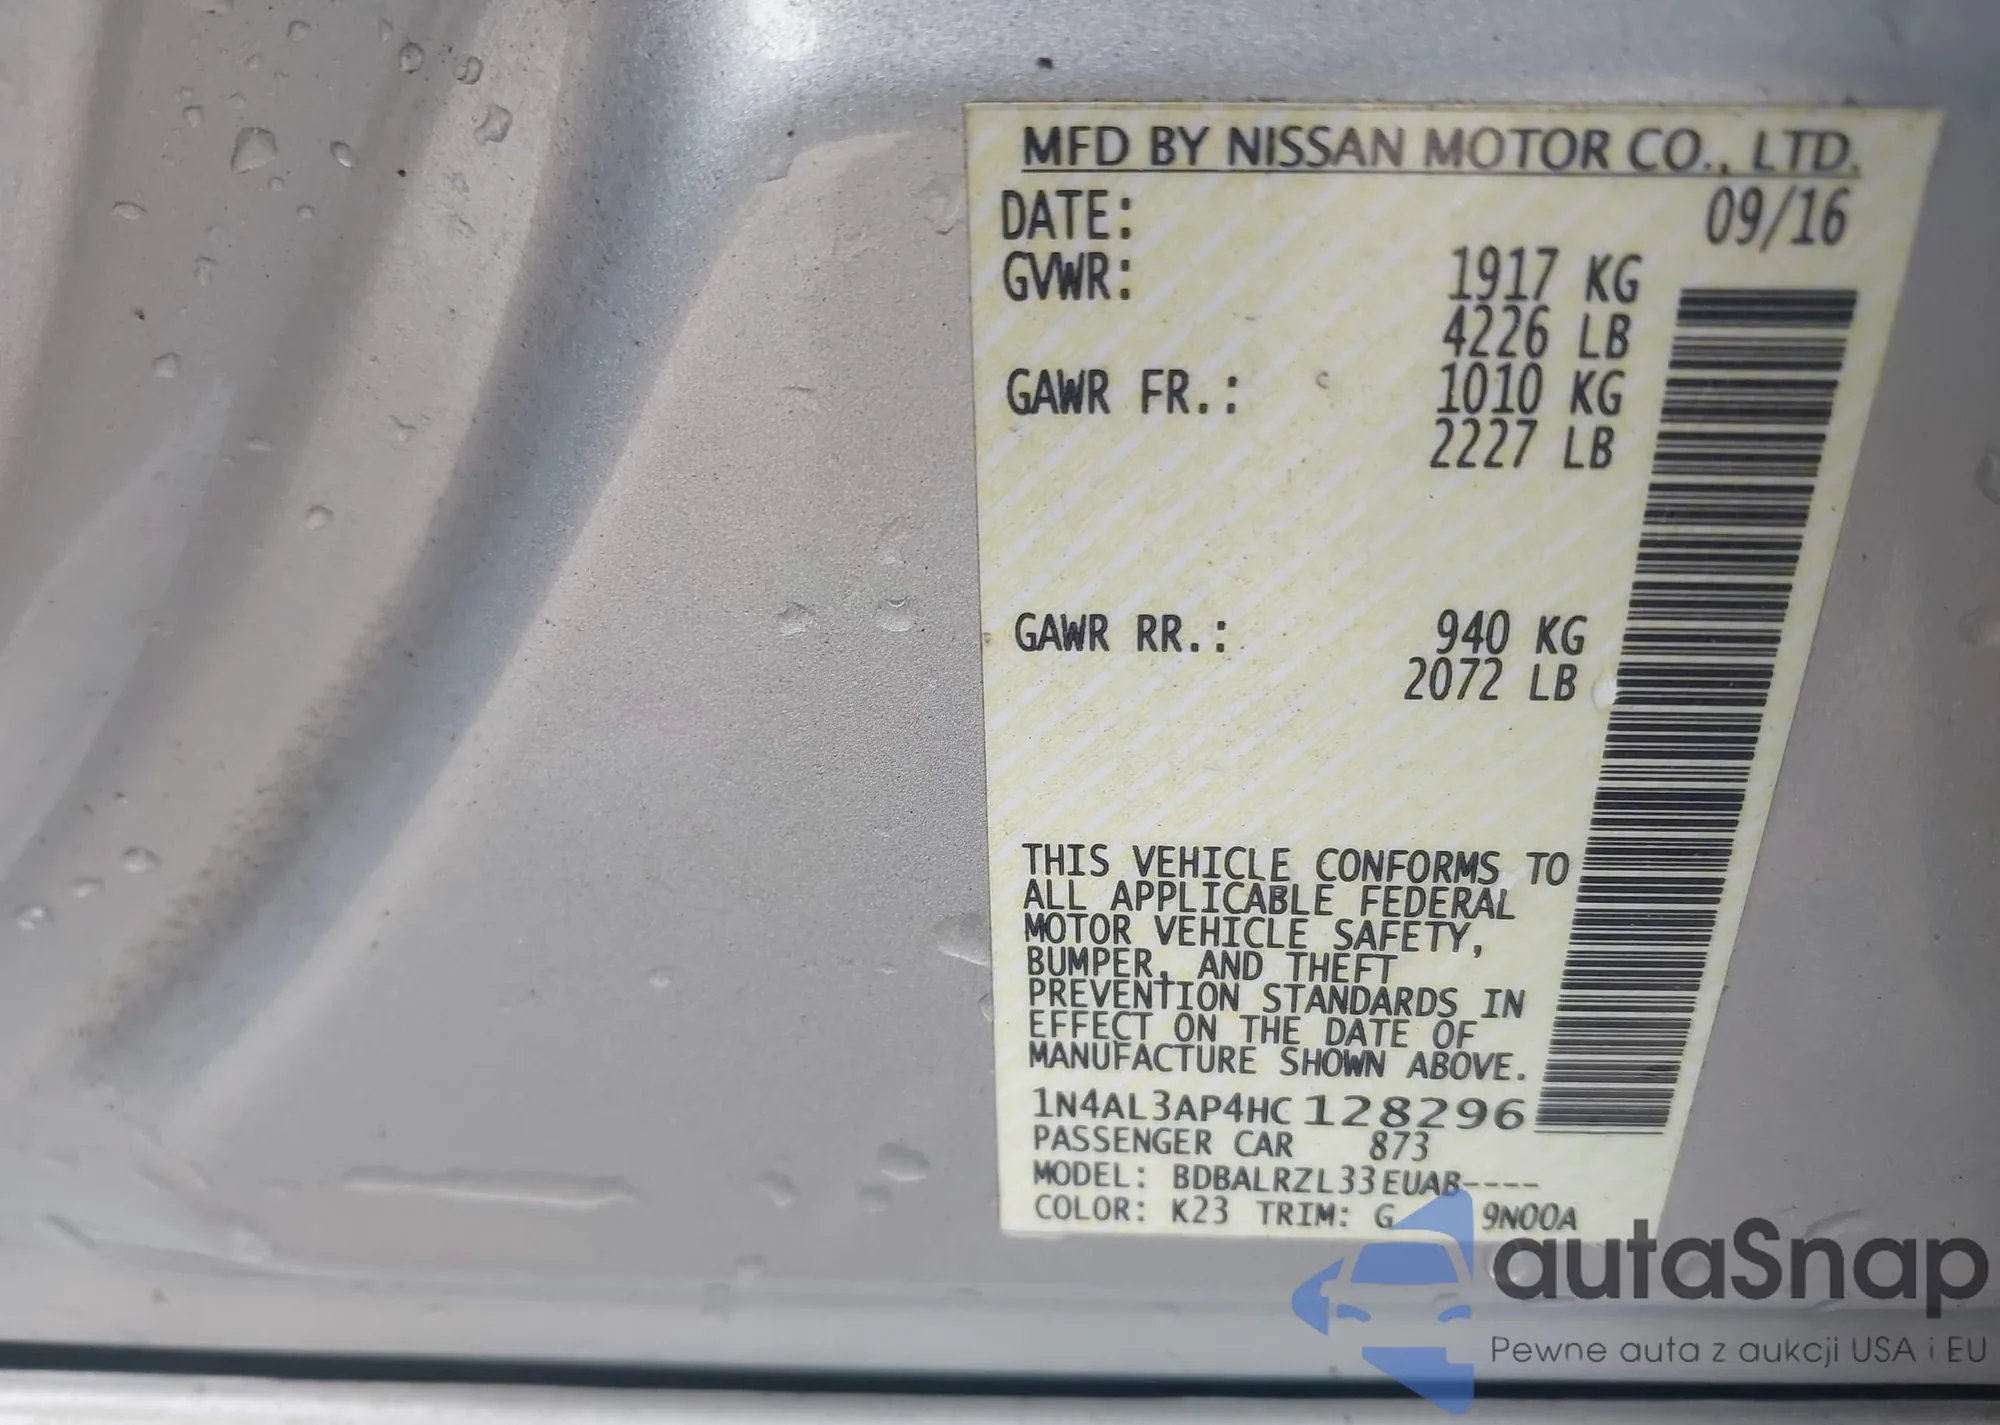 MFD BY NISSAN MOTOR CO., LTD.
DATE: 09/16
GVWR: 1917 KG
4226 LB
GAWR FR.: 1010 KG
2227 LB
GAWR RR.: 940 KG
2072 LB
THIS VEHICLE CONFORMS TO
ALL APPLICABLE FEDERAL
MOTOR VEHICLE SAFETY,
BUMPER, AND THEFT
PREVENTION STANDARDS IN
EFFECT ON THE DATE OF
MANUFACTURE SHOWN ABOVE.
1N4AL3AP4HC128296
PASSENGER CAR 873
MODEL: BDBALRZL33EUAB----
COLOR: K23 TRIM: G 9N00A
autaSnap
Pewne auta z aukcji USA i EU